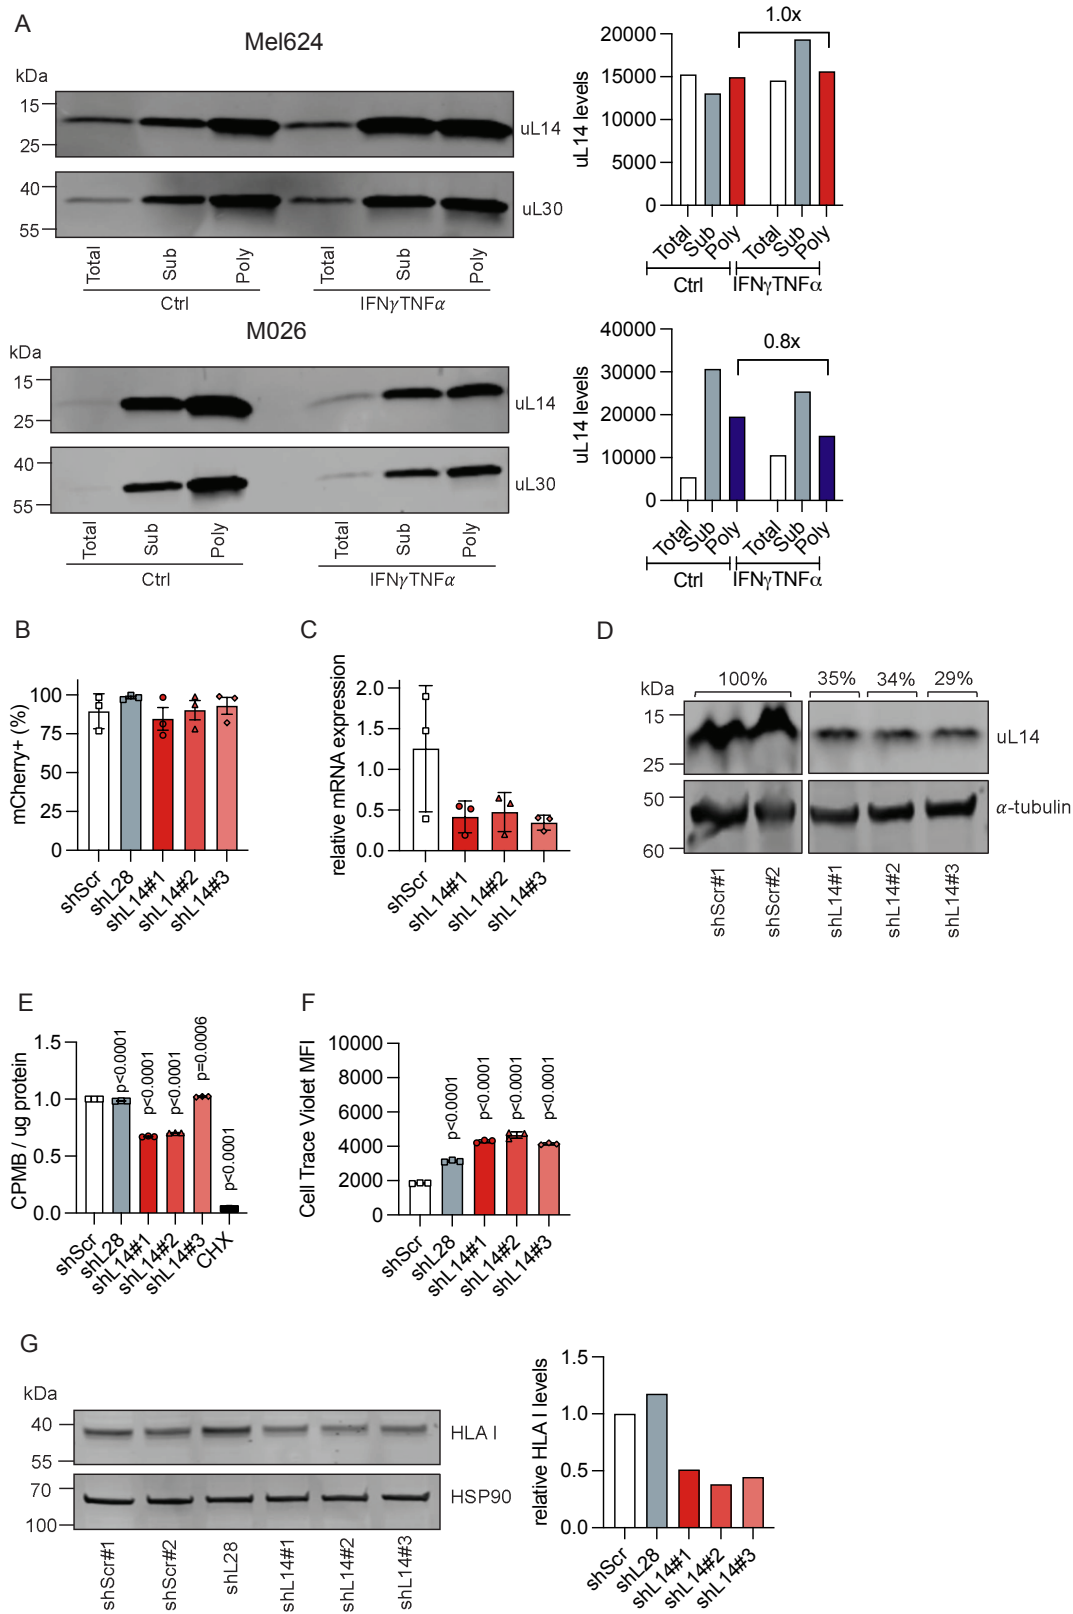 A
Mel624
kDa
15
25
uL14
40
55
uL30
Total
Sub
Poly
Total
Sub
Poly
Ctrl
IFNγTNFα
1.0x
uL14 levels
20000
15000
10000
5000
0
Total
Sub
Poly
Total
Sub
Poly
Ctrl
IFNγTNFα
M026
kDa
15
25
uL14
40
55
uL30
Total
Sub
Poly
Total
Sub
Poly
Ctrl
IFNγTNFα
0.8x
uL14 levels
40000
30000
20000
10000
0
Total
Sub
Poly
Total
Sub
Poly
Ctrl
IFNγTNFα
B
mCherry+ (%)
100
75
50
25
0
shScr
shL28
shL14#1
shL14#2
shL14#3
C
relative mRNA expression
2.0
1.5
1.0
0.5
0.0
shScr
shL14#1
shL14#2
shL14#3
D
kDa
100%
35%
34%
29%
15
25
uL14
50
60
α-tubulin
shScr#1
shScr#2
shL14#1
shL14#2
shL14#3
E
CPMB / ug protein
1.5
1.0
0.5
0.0
p<0.0001
p<0.0001
p<0.0001
p=0.0006
p<0.0001
shScr
shL28
shL14#1
shL14#2
shL14#3
CHX
F
Cell Trace Violet MFI
10000
8000
6000
4000
2000
0
p<0.0001
p<0.0001
p<0.0001
p<0.0001
shScr
shL28
shL14#1
shL14#2
shL14#3
G
kDa
40
55
HLA I
70
100
HSP90
shScr#1
shScr#2
shL28
shL14#1
shL14#2
shL14#3
relative HLA I levels
1.5
1.0
0.5
0.0
shScr
shL28
shL14#1
shL14#2
shL14#3